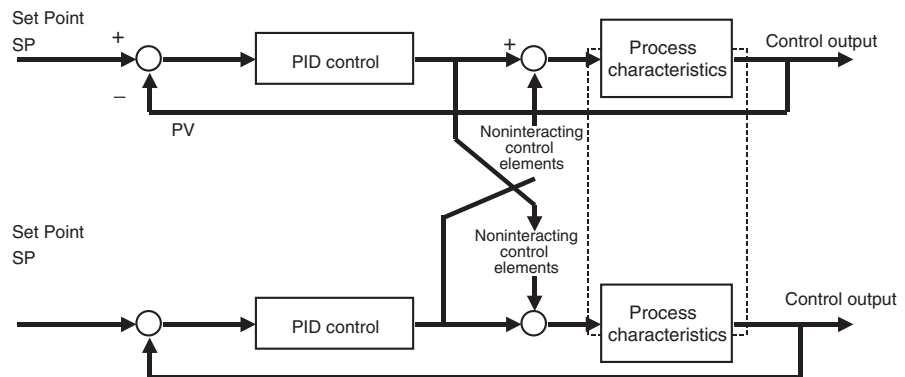 Set Point
SP
+
−
PID control
+
Process
characteristics
Control output
PV
Noninteracting
control
elements
Set Point
SP
Noninteracting
control
elements
PID control
Process
characteristics
Control output